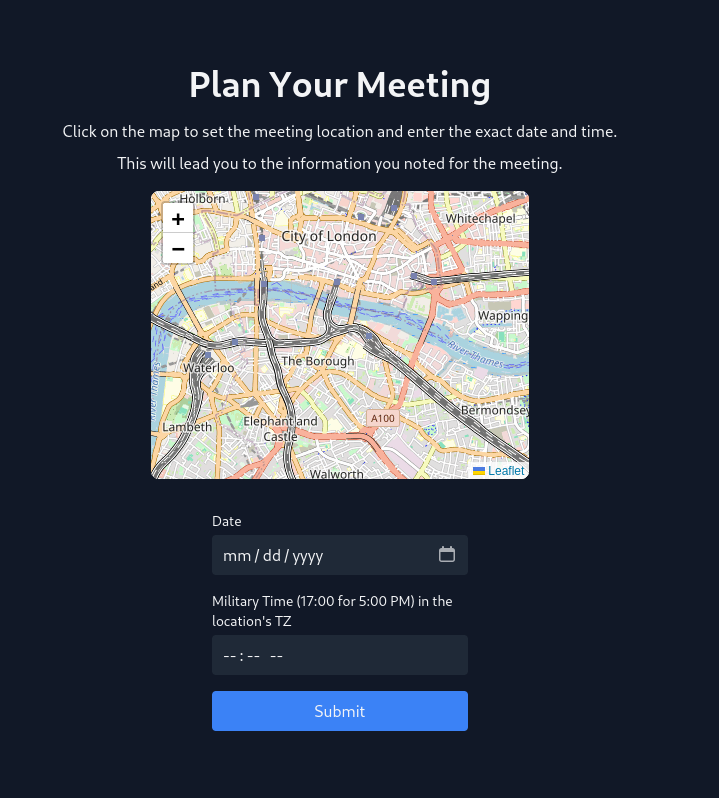 Plan Your Meeting
Click on the map to set the meeting location and enter the exact date and time.
This will lead you to the information you noted for the meeting.
Holborn
+
Whitechapel
City of London
−
and
Wapping
River Thames
The Borough
Waterloo
River Thames
Bermondsey
A100
Elephant and
Castle
Lambeth
Walworth
Leaflet
Date
mm / dd / yyyy
Military Time (17:00 for 5:00 PM) in the
location's TZ
-- : -- --
Submit